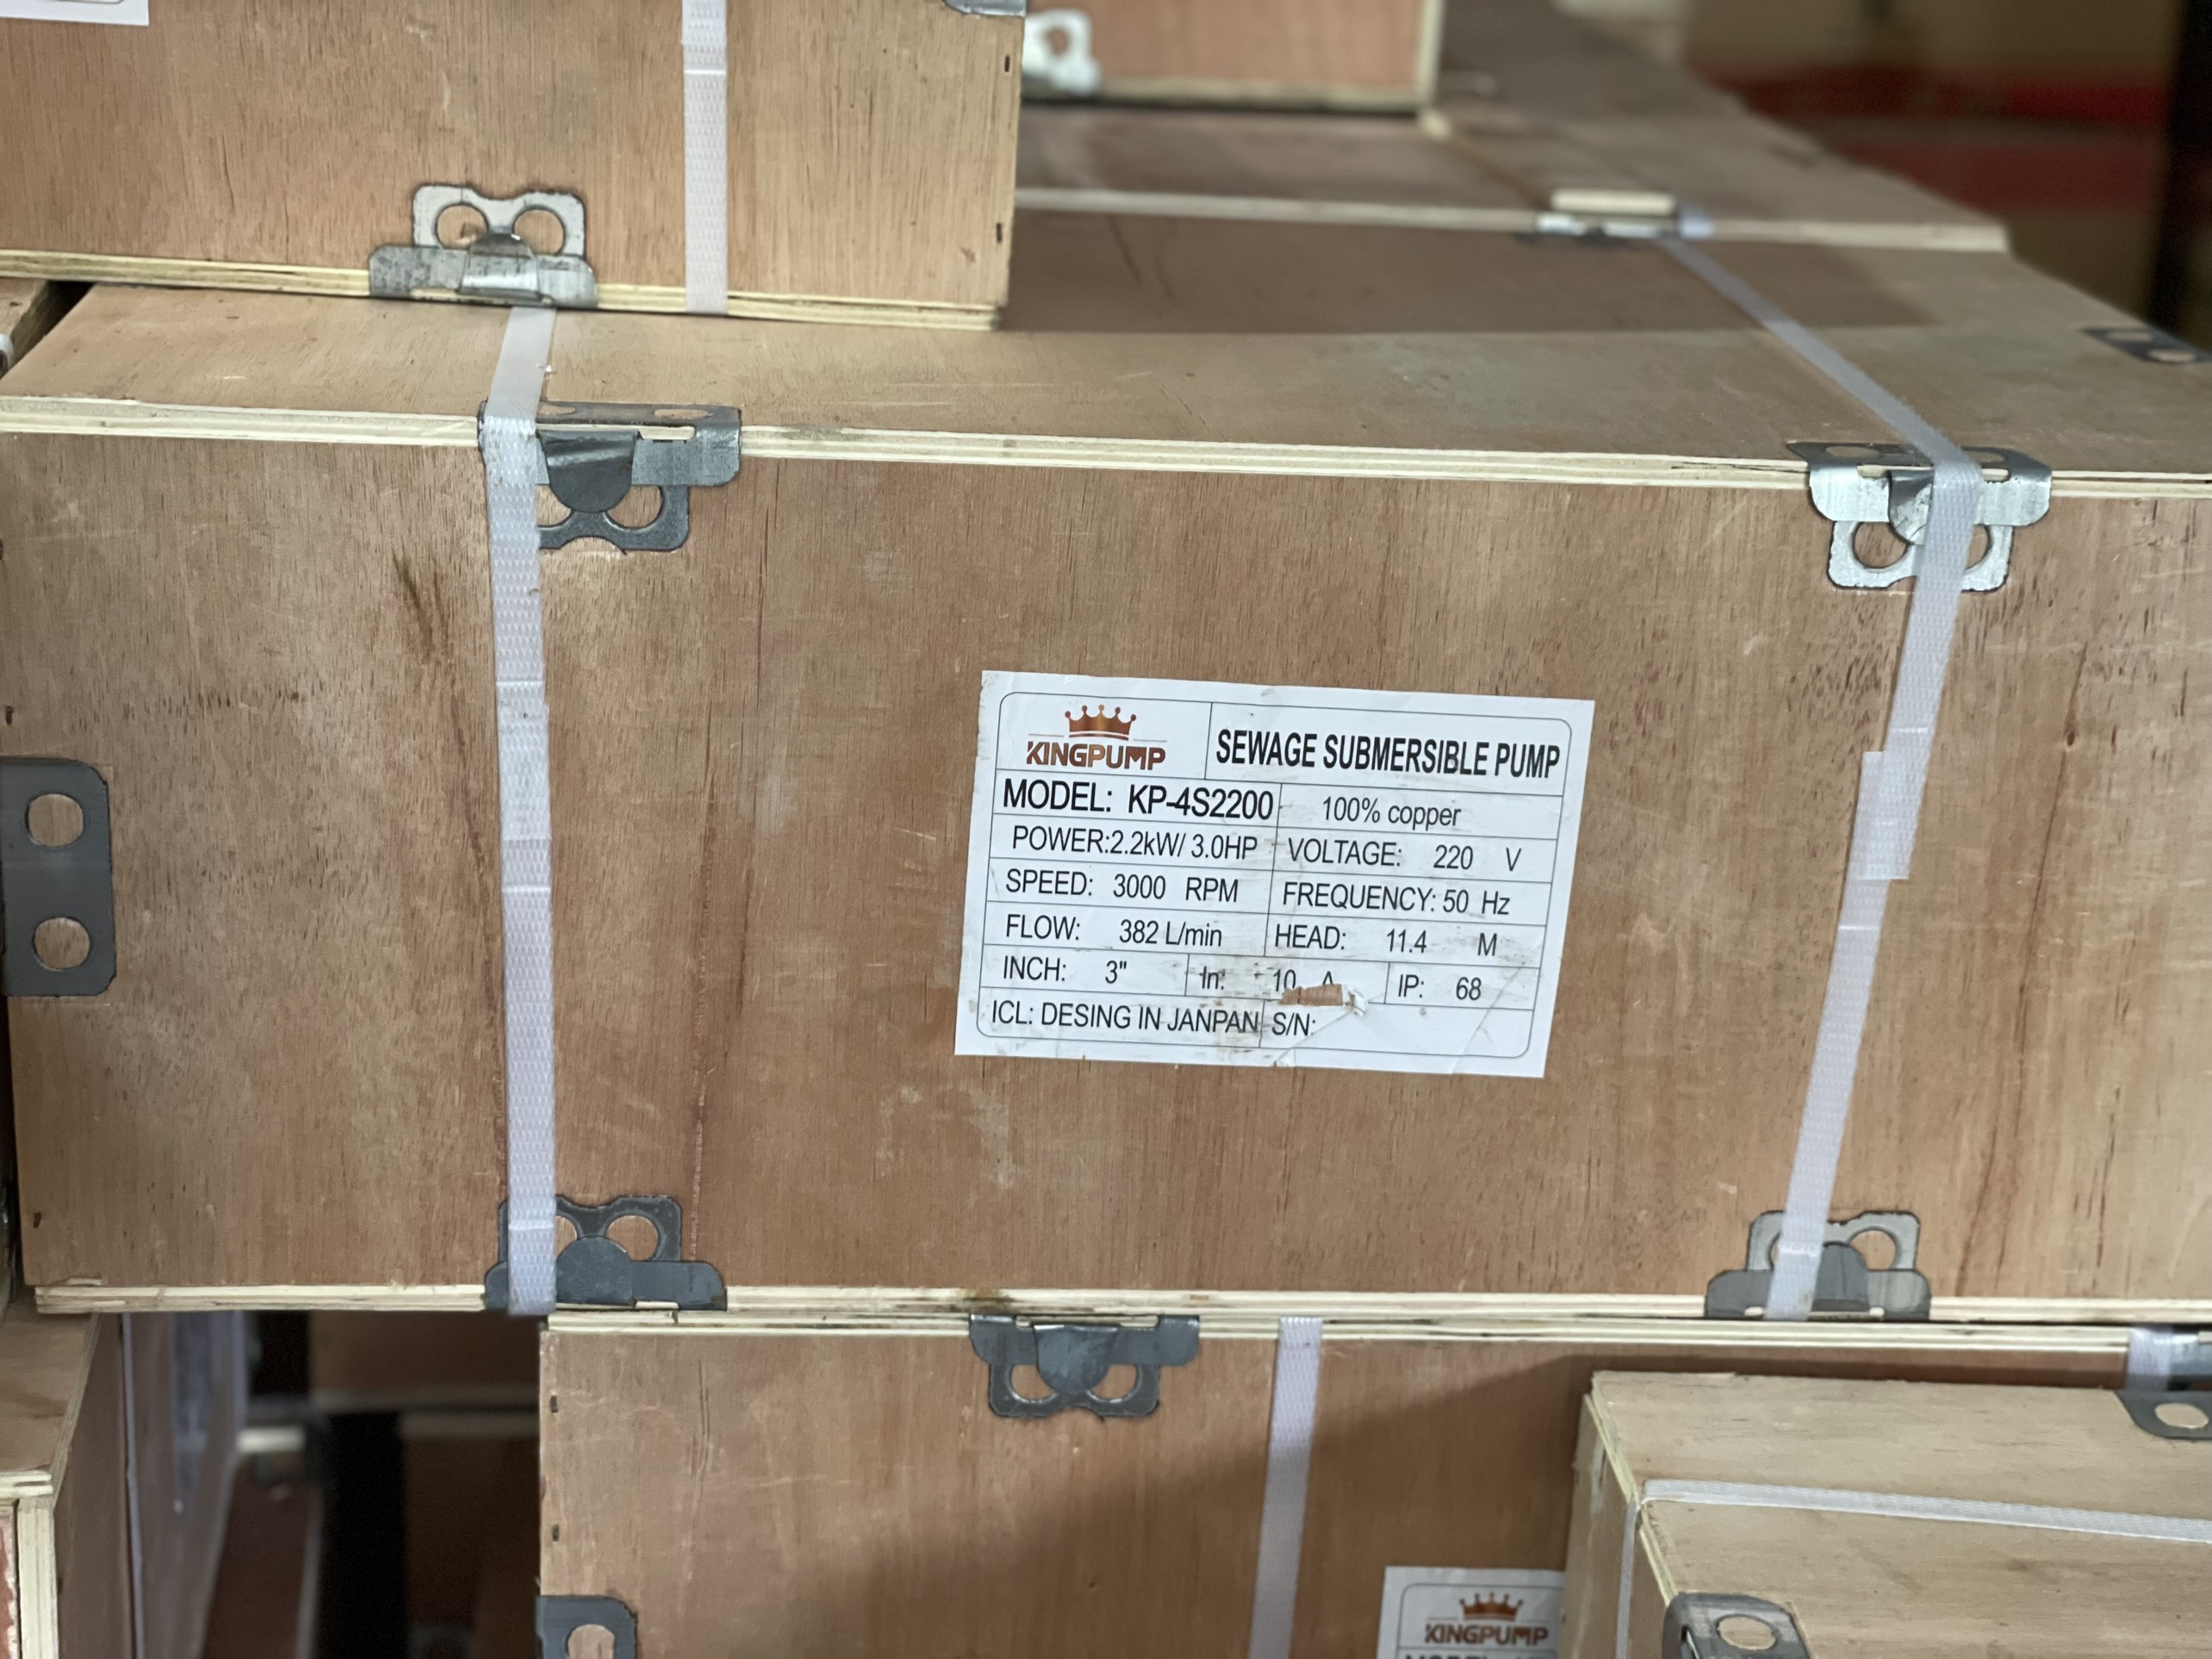 KINGPUMP
SEWAGE SUBMERSIBLE PUMP
MODEL: KP-4S2200
100% copper
POWER:2.2kW/ 3.0HP
VOLTAGE: 220 V
SPEED: 3000 RPM
FREQUENCY: 50 Hz
FLOW: 382 L/min
HEAD: 11.4 M
INCH: 3"
In: 10 A
IP: 68
ICL: DESING IN JANPAN
S/N:
KINGPUMP